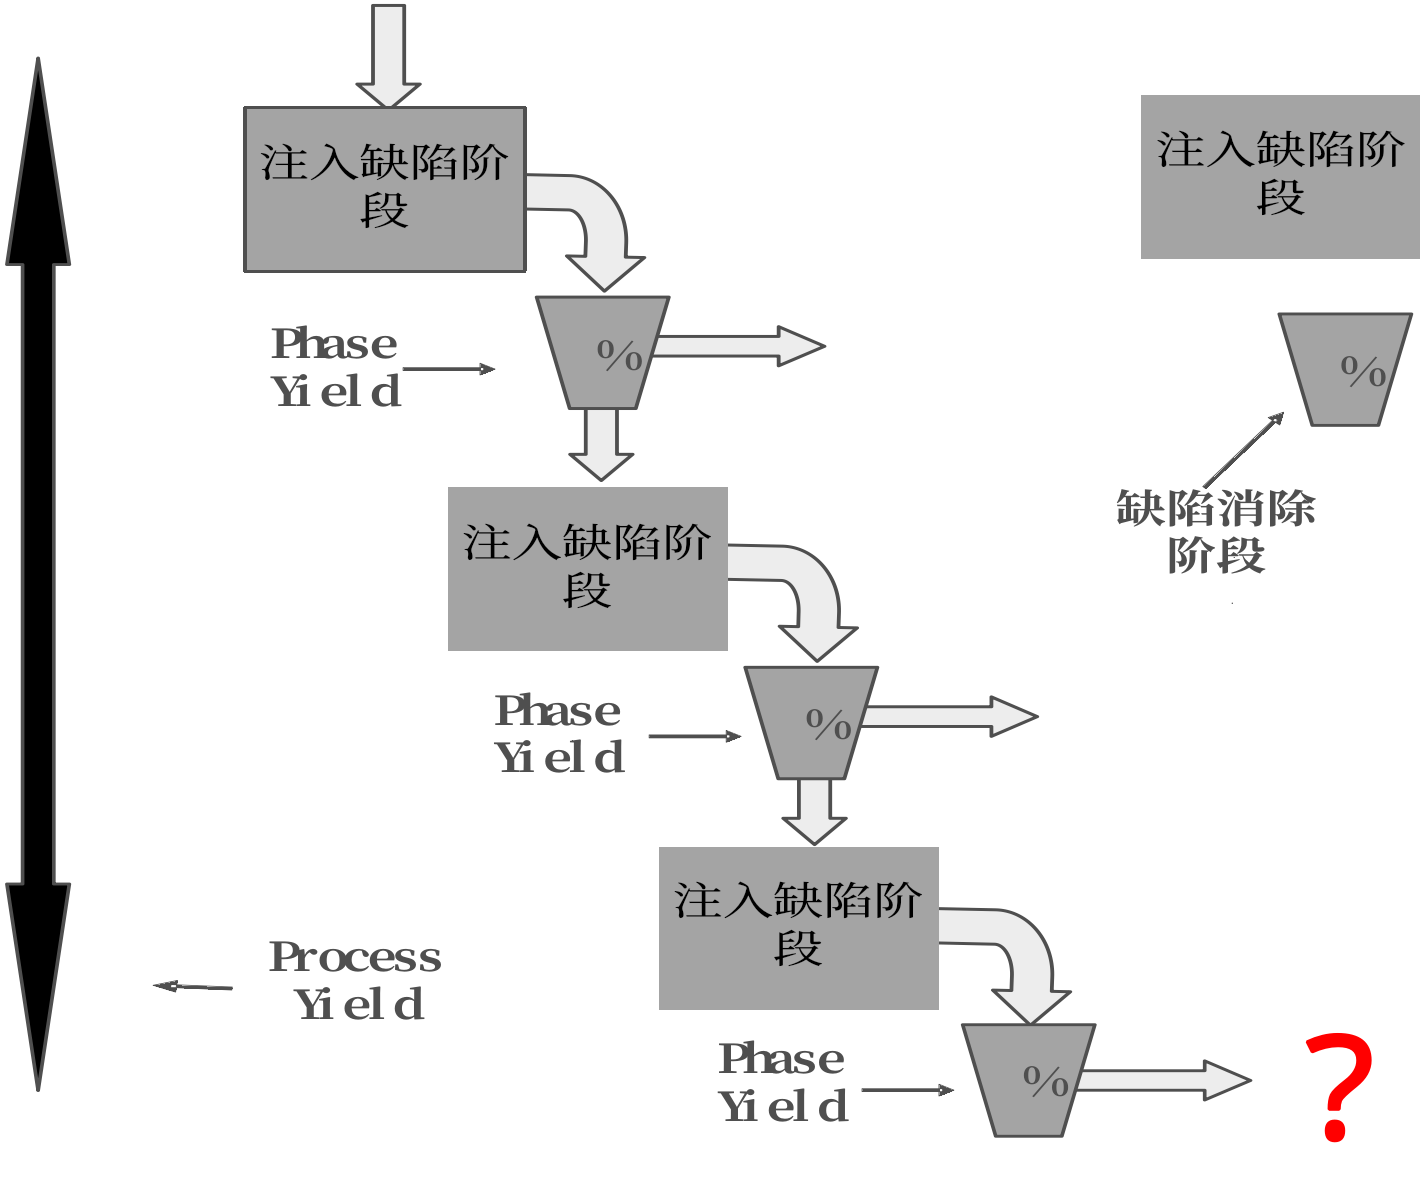 注入缺陷阶
段
注入缺陷阶
段
Phase
Yield
%
%
缺陷消除
阶段
注入缺陷阶
段
Phase
Yield
%
注入缺陷阶
段
Process
Yield
Phase
Yield
%
?